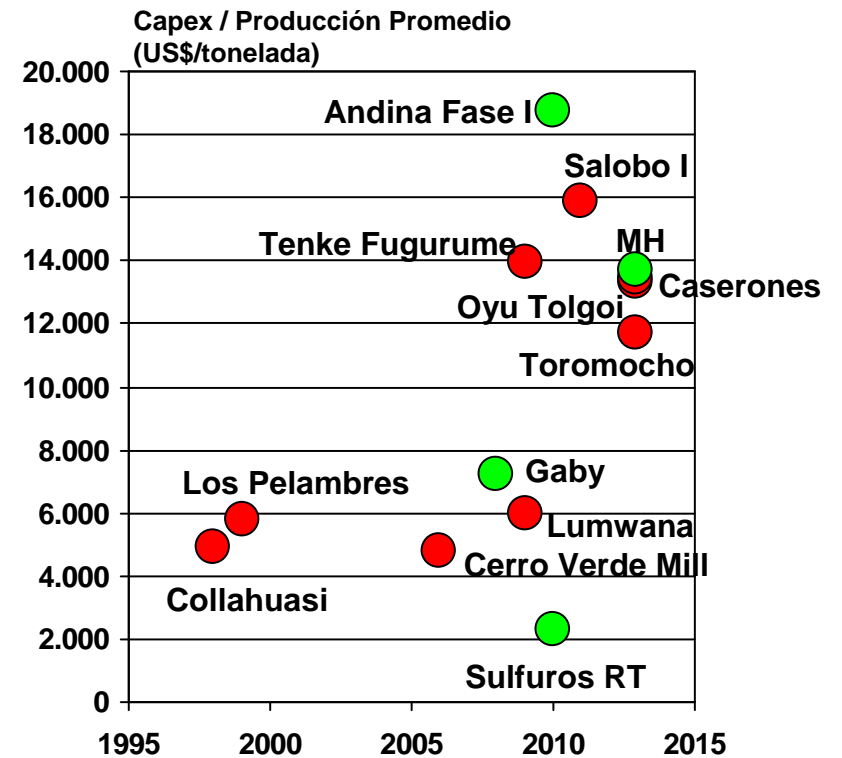 Capex / Producción Promedio
(US$/tonelada)
20.000
Andina Fase I
18.000
Salobo I
16.000
Tenke Fugurume
MH
14.000
Caserones
Oyu Tolgoi
12.000
Toromocho
10.000
8.000
Gaby
Los Pelambres
6.000
Lumwana
Cerro Verde Mill
4.000
Collahuasi
2.000
Sulfuros RT
0
1995 2000 2005 2010 2015